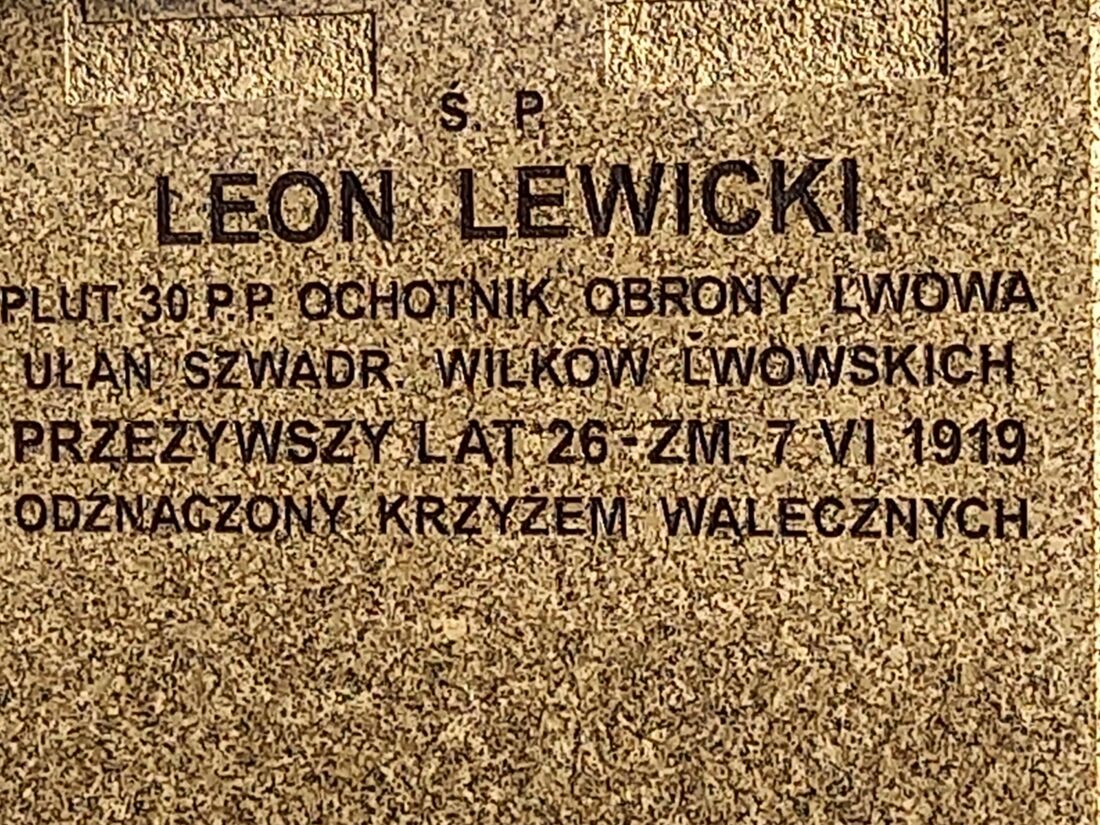 Ś. P.
LEON LEWICKI
PLUT. 30 P.P. OCHOTNIK OBRONY LWOWA
UŁAN SZWADR. WILKÓW LWOWSKICH
PRZEŻYWSZY LAT 26 - ZM. 7 VI 1919
ODZNACZONY KRZYŻEM WALECZNYCH